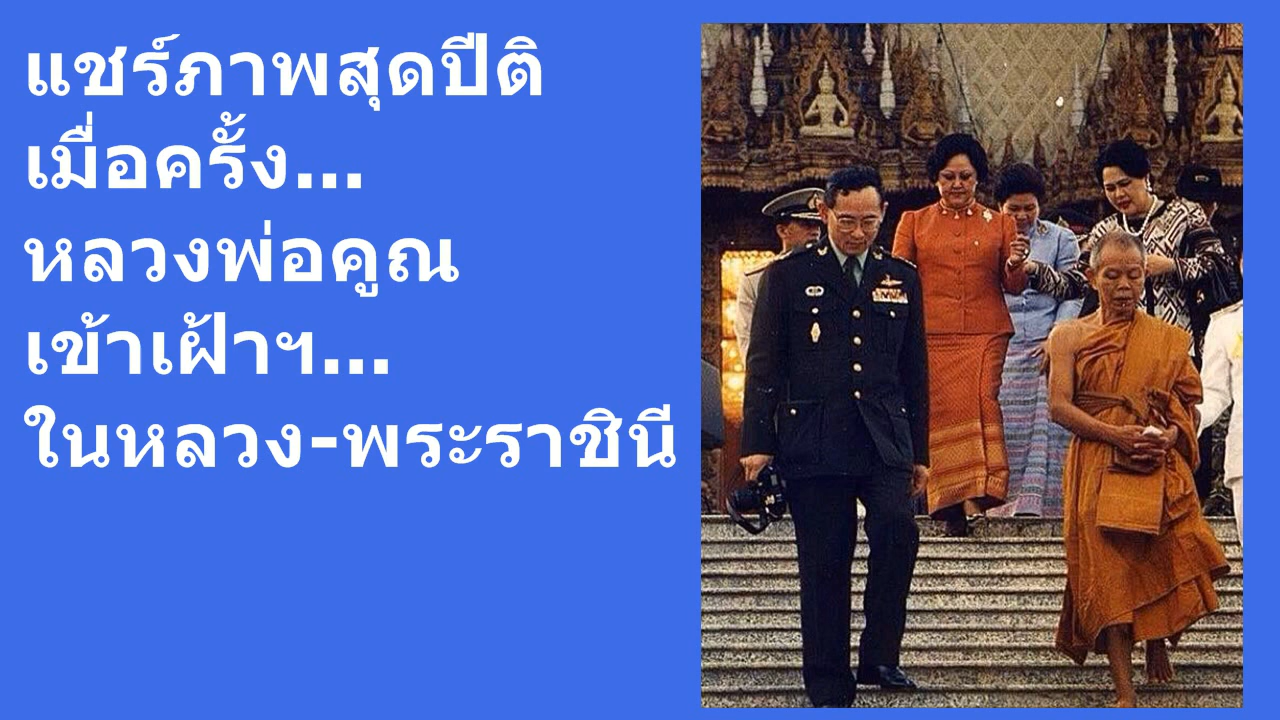 แชร์ภาพสุดปีติ
เมื่อครั้ง...
หลวงพ่อคูณ
เข้าเฝ้าฯ...
ในหลวง-พระราชินี